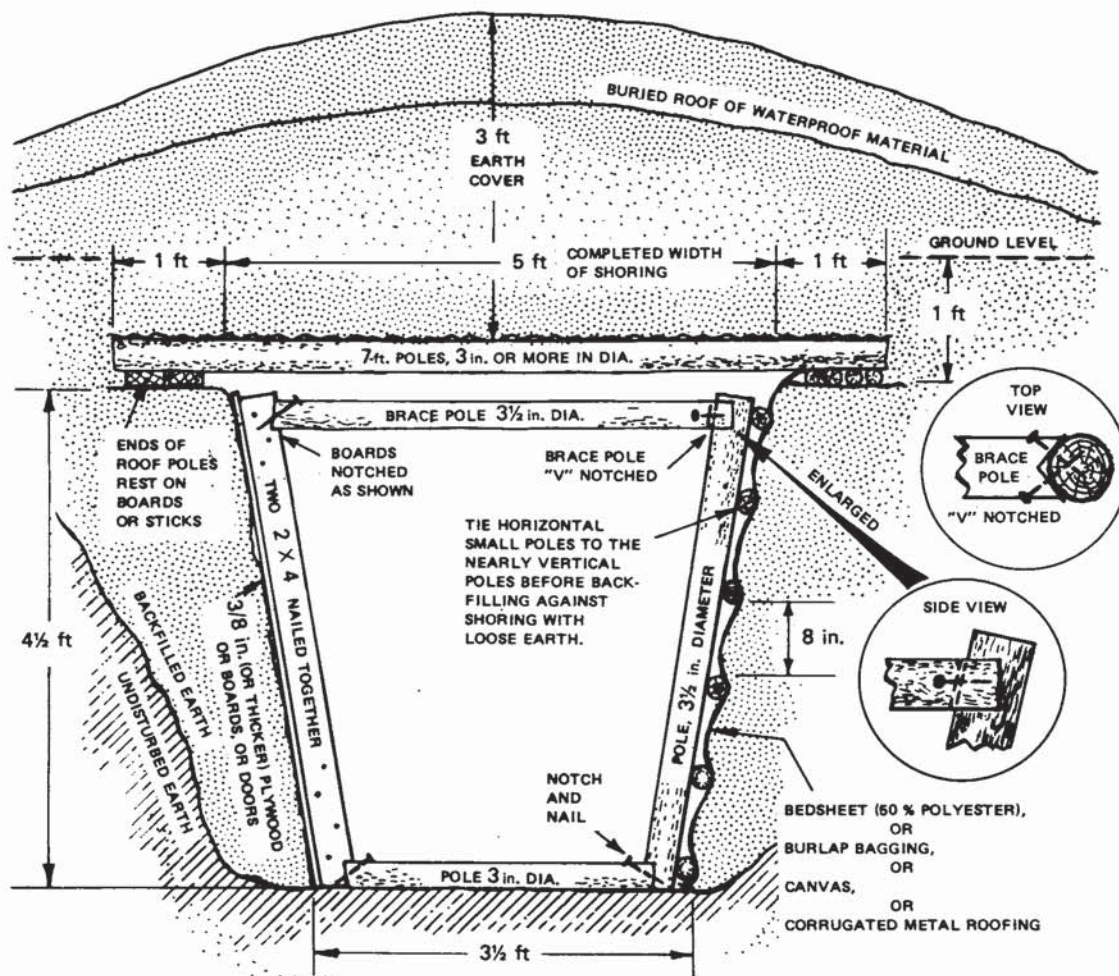 BURIED ROOF OF WATERPROOF MATERIAL
3 ft
EARTH
COVER
GROUND LEVEL
1 ft
5 ft
COMPLETED WIDTH
OF SHORING
1 ft
1 ft
7-ft. POLES, 3 in. OR MORE IN DIA.
BRACE POLE 3½ in. DIA.
ENDS OF
ROOF POLES
REST ON
BOARDS
OR STICKS
BOARDS
NOTCHED
AS SHOWN
BRACE POLE
"V" NOTCHED
ENLARGED
TOP
VIEW
BRACE
POLE
"V" NOTCHED
TWO 2 X 4 NAILED TOGETHER
TIE HORIZONTAL
SMALL POLES TO THE
NEARLY VERTICAL
POLES BEFORE BACK-
FILLING AGAINST
SHORING WITH
LOOSE EARTH.
SIDE VIEW
8 in.
4½ ft
BACKFILLED EARTH
UNDISTURBED EARTH
3/8 in. (OR THICKER) PLYWOOD
OR BOARDS, OR DOORS
POLE, 3½ in. DIAMETER
NOTCH
AND
NAIL
POLE 3 in. DIA.
BEDSHEET (50 % POLYESTER),
OR
BURLAP BAGGING,
OR
CANVAS,
OR
CORRUGATED METAL ROOFING
3½ ft